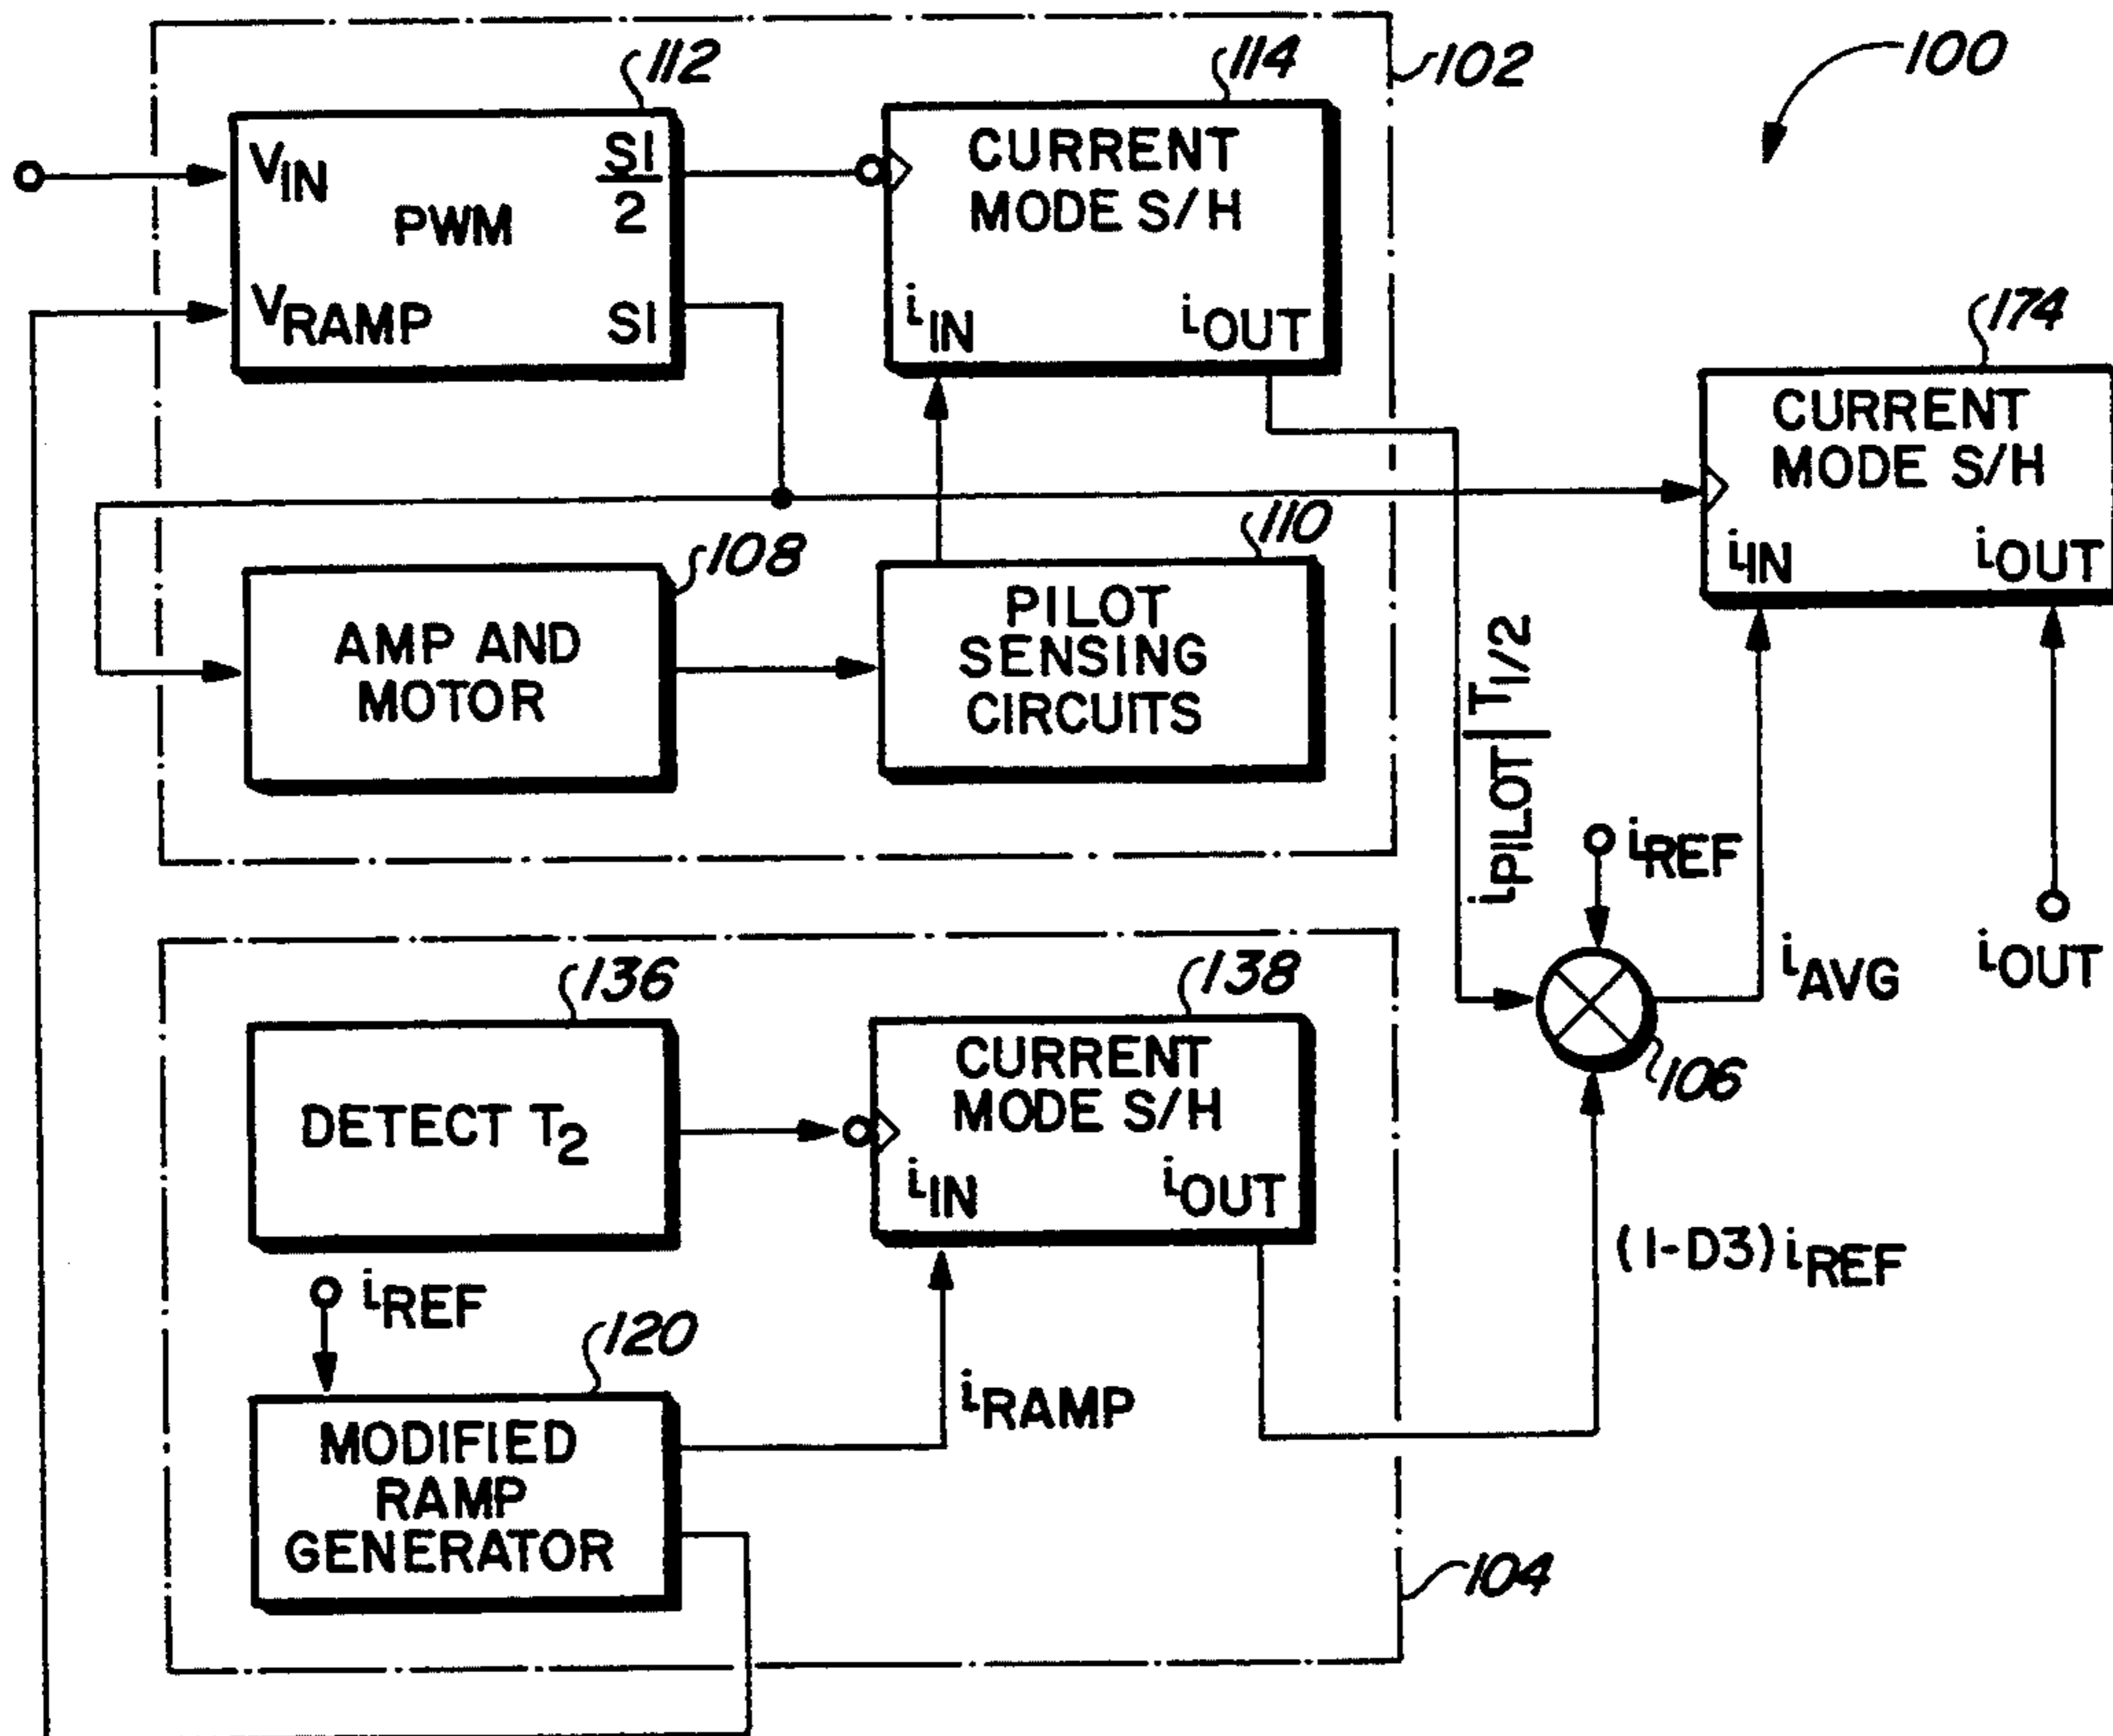 112
114
102
100
VIN
SI
2
PWM
VRAMP
SI
CURRENT
MODE S/H
iIN
iOUT
174
CURRENT
MODE S/H
iIN
iOUT
108
AMP AND
MOTOR
110
PILOT
SENSING
CIRCUITS
iPILOT|T1/2
iREF
iAVG
iOUT
106
136
DETECT T2
138
CURRENT
MODE S/H
iIN
iOUT
(1-D3)iREF
iREF
120
MODIFIED
RAMP
GENERATOR
iRAMP
104